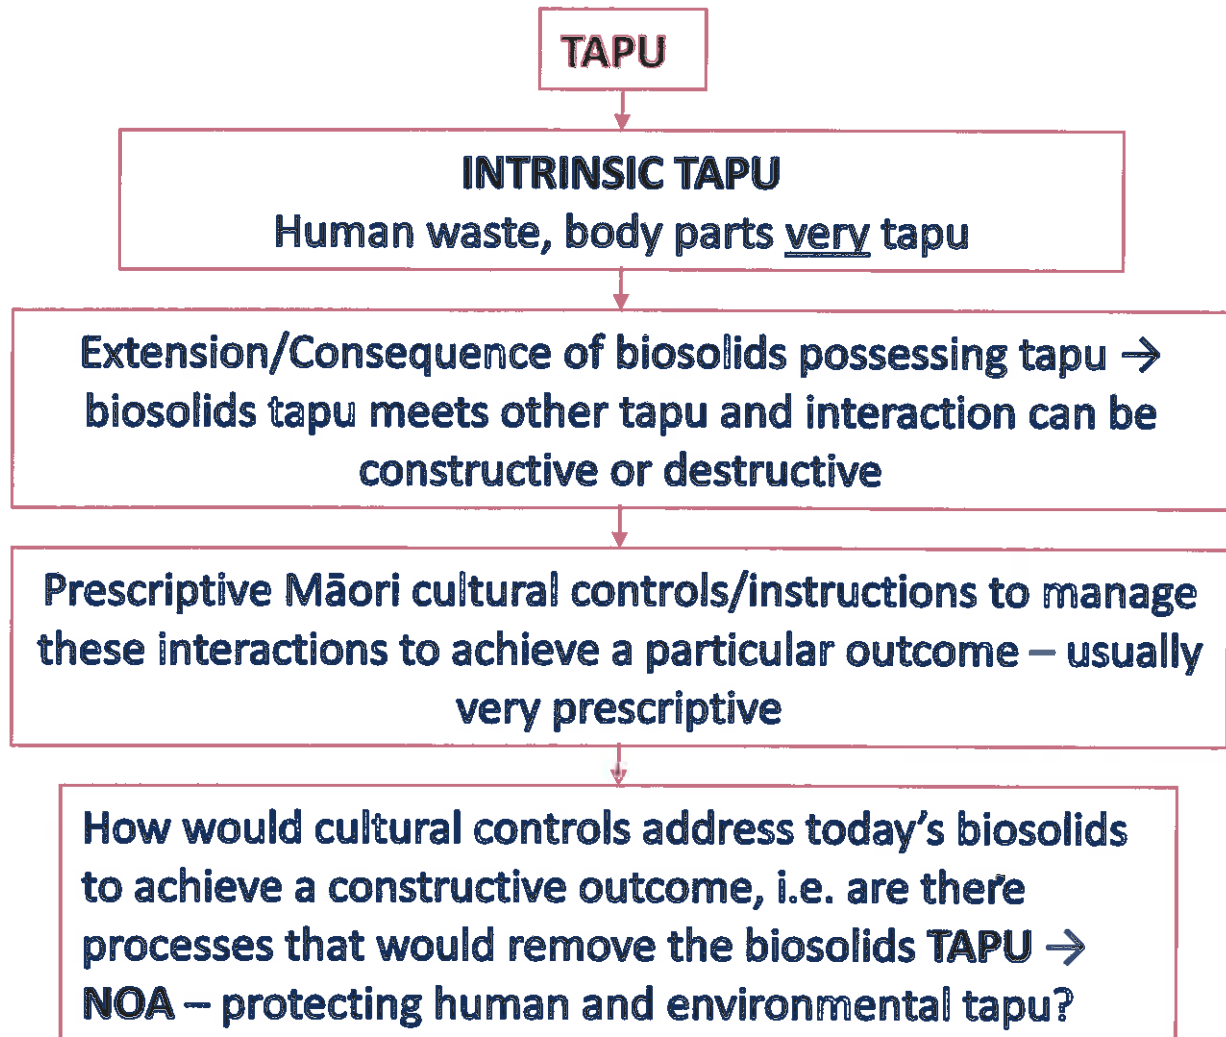 TAPU
INTRINSIC TAPU
Human waste, body parts very tapu
Extension/Consequence of biosolids possessing tapu →
biosolids tapu meets other tapu and interaction can be
constructive or destructive
Prescriptive Māori cultural controls/instructions to manage
these interactions to achieve a particular outcome – usually
very prescriptive
How would cultural controls address today's biosolids
to achieve a constructive outcome, i.e. are there
processes that would remove the biosolids TAPU →
NOA – protecting human and environmental tapu?